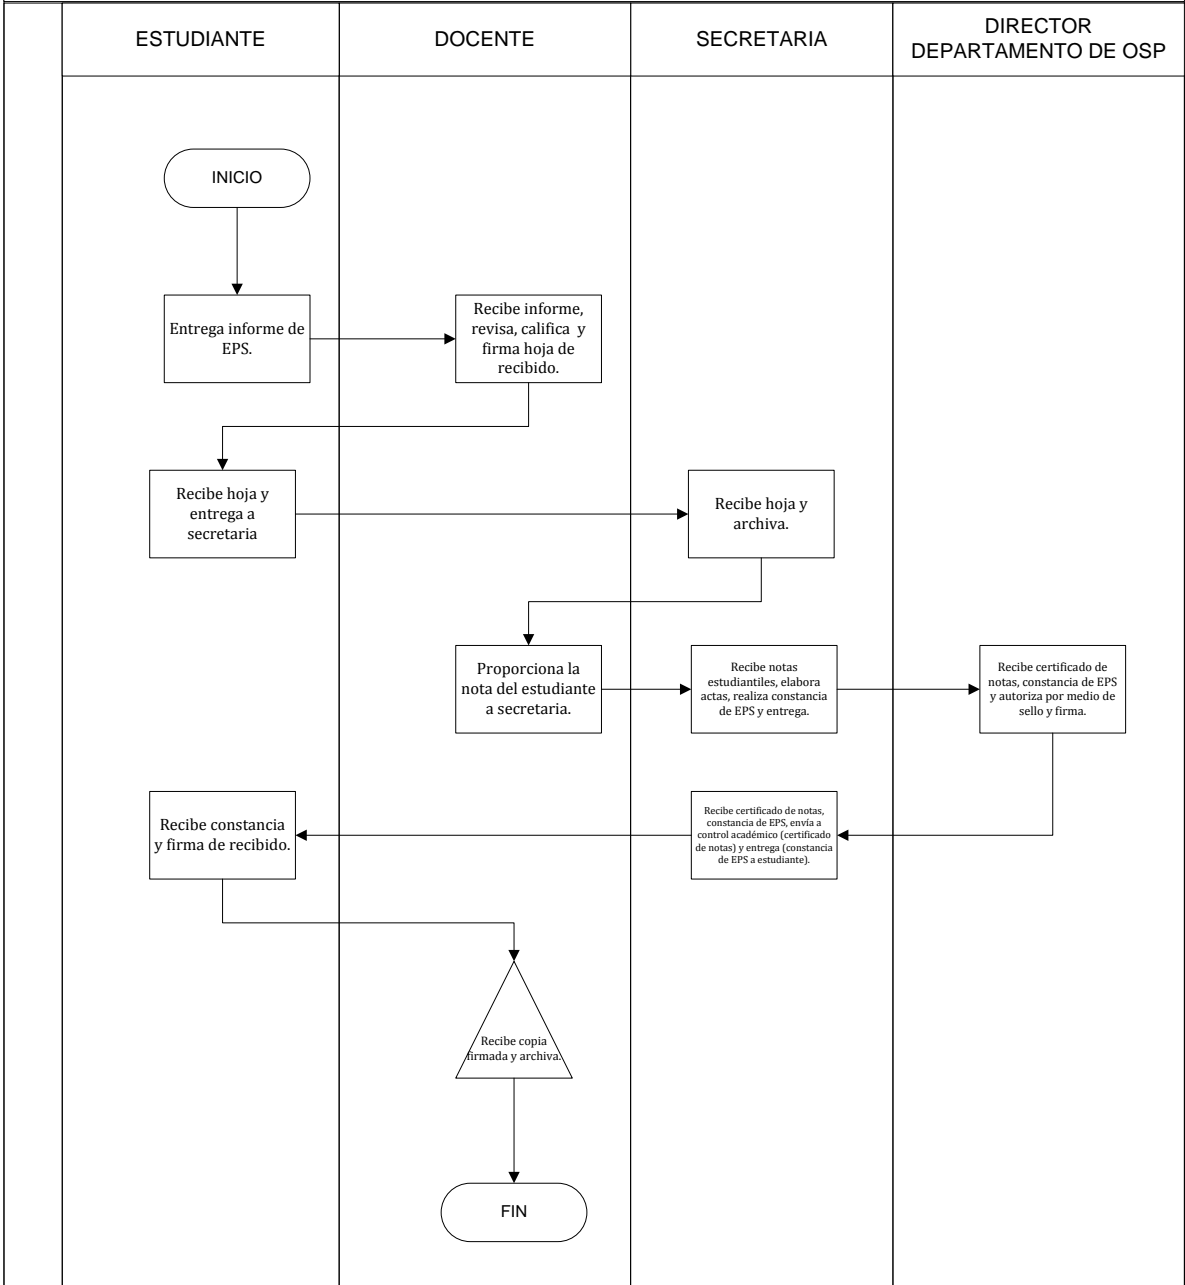 ESTUDIANTE
DOCENTE
SECRETARIA
DIRECTOR
DEPARTAMENTO DE OSP
INICIO
Entrega informe de
EPS.
Recibe informe,
revisa, califica y
firma hoja de
recibido.
Recibe hoja y
entrega a
secretaria
Recibe hoja y
archiva.
Proporciona la
nota del estudiante
a secretaria.
Recibe notas
estudiantiles, elabora
actas, realiza constancia
de EPS y entrega.
Recibe certificado de
notas, constancia de EPS
y autoriza por medio de
sello y firma.
Recibe constancia
y firma de recibido.
Recibe certificado de notas,
constancia de EPS, envía a
control académico (certificado
de notas) y entrega (constancia
de EPS a estudiante).
Recibe copia
firmada y archiva.
FIN